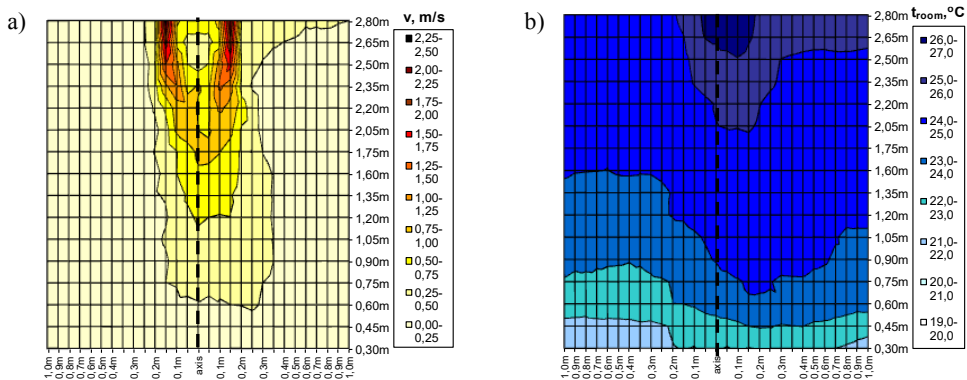 a)
v, m/s
2,80m
2,65m
2,50m
2,35m
2,20m
2,05m
1,75m
1,60m
1,35m
1,20m
1,05m
0,90m
0,75m
0,60m
0,45m
0,30m
2,25-
2,50
2,00-
2,25
1,75-
2,00
1,50-
1,75
1,25-
1,50
1,00-
1,25
0,75-
1,00
0,50-
0,75
0,25-
0,50
0,00-
0,25
1,0m
0,9m
0,8m
0,7m
0,6m
0,5m
0,4m
0,3m
0,2m
0,1m
axis
0,1m
0,2m
0,3m
0,4m
0,5m
0,6m
0,7m
0,8m
0,9m
1,0m
b)
troom,°C
2,80m
2,65m
2,50m
2,35m
2,20m
2,05m
1,75m
1,60m
1,35m
1,20m
1,05m
0,90m
0,75m
0,60m
0,45m
0,30m
26,0-
27,0
25,0-
26,0
24,0-
25,0
23,0-
24,0
22,0-
23,0
21,0-
22,0
20,0-
21,0
19,0-
20,0
1,0m
0,9m
0,8m
0,7m
0,6m
0,5m
0,4m
0,3m
0,2m
0,1m
axis
0,1m
0,2m
0,3m
0,4m
0,5m
0,6m
0,7m
0,8m
0,9m
1,0m